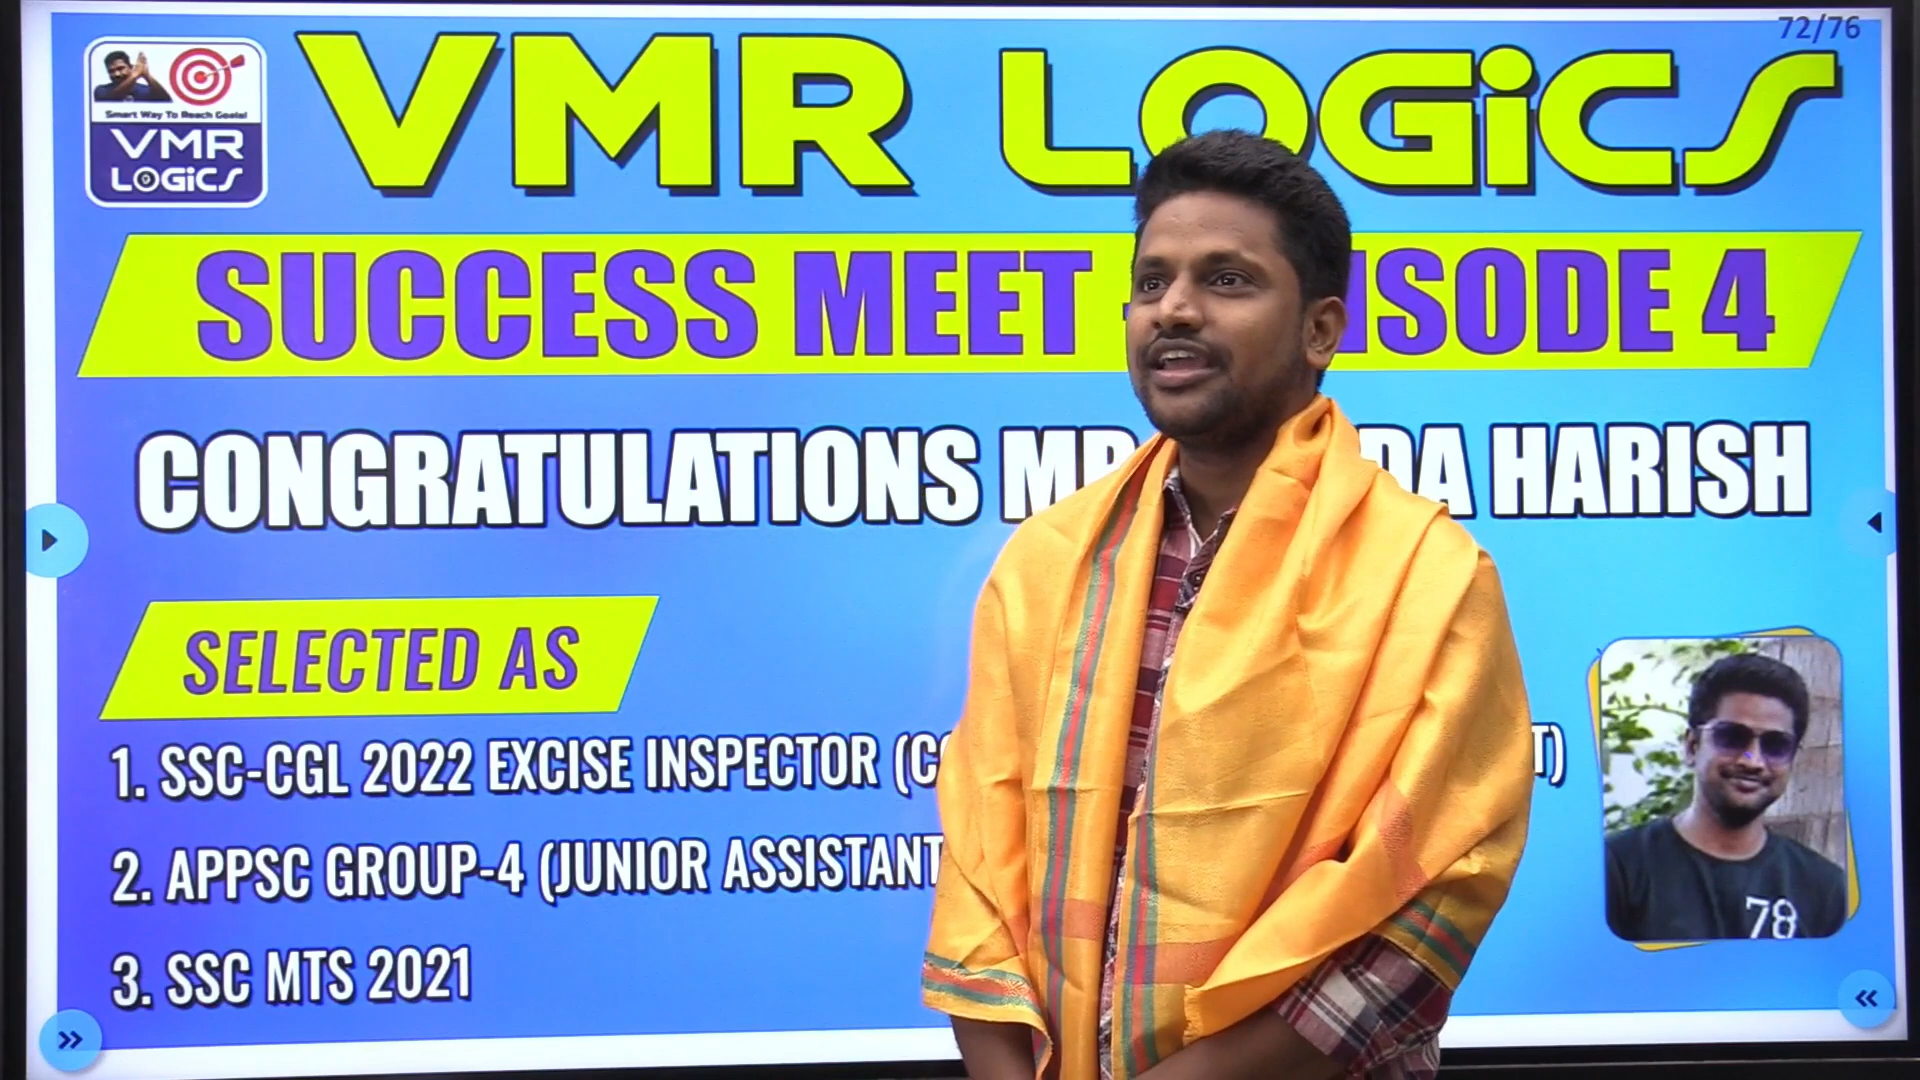 72/76
Smart Way To Reach Goals!
VMR
LOGiCS
VMR LOGiCS
SUCCESS MEET - ISODE 4
CONGRATULATIONS MR DA HARISH
SELECTED AS
1. SSC-CGL 2022 EXCISE INSPECTOR (C T)
2. APPSC GROUP-4 (JUNIOR ASSISTANT
3. SSC MTS 2021
78